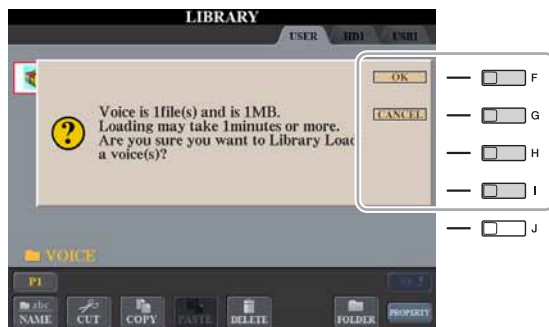 LIBRARY
USER HD1 USB1
OK
F
Voice is 1file(s) and is 1MB.
CANCEL
G
Loading may take 1minutes or more.
Are you sure you want to Library Load
H
a voice(s)?
I
J
VOICE
P1
abc
NAME CUT COPY PASTE DELETE FOLDER PROPERTY